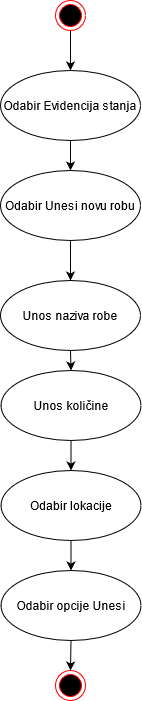 Odabir Evidencija stanja
Odabir Unesi novu robu
Unos naziva robe
Unos količine
Odabir lokacije
Odabir opcije Unesi